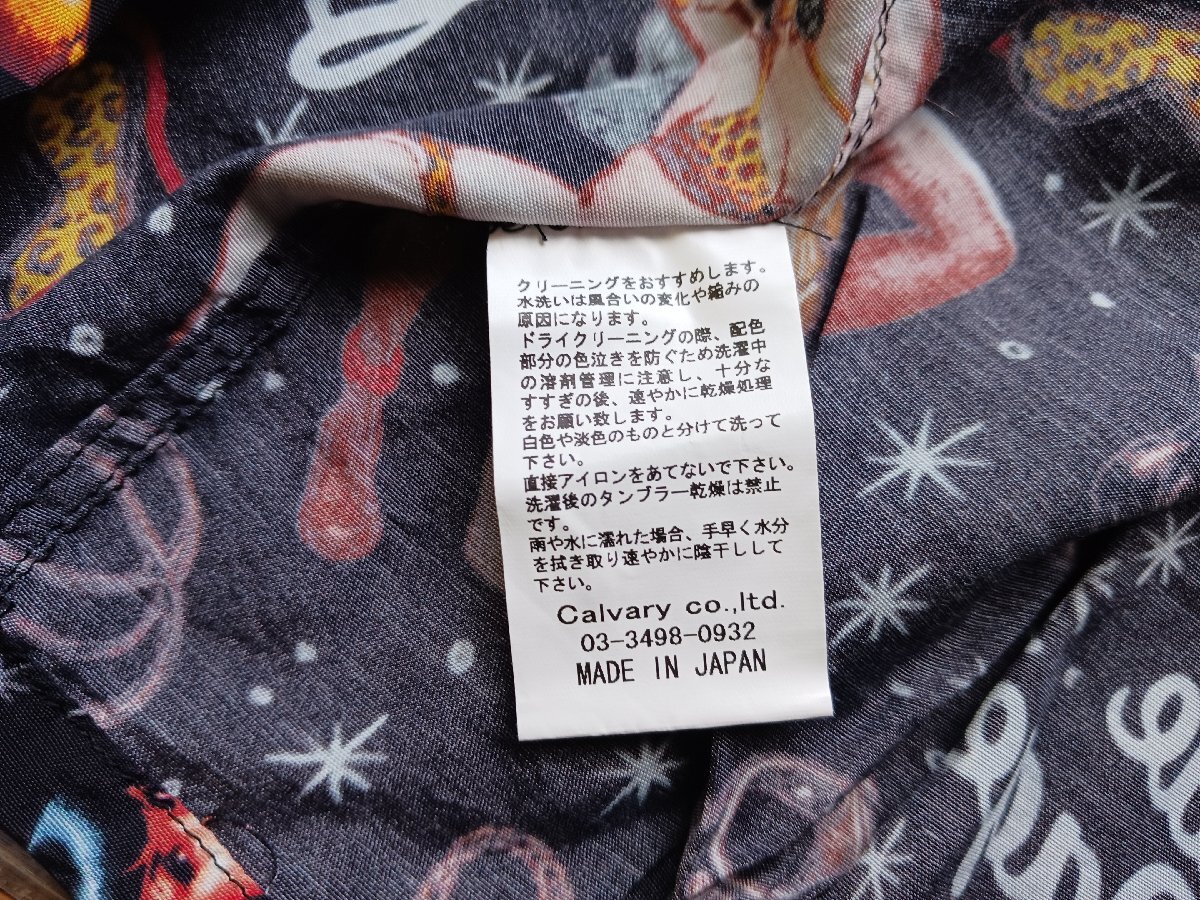 クリーニングをおすすめします。
水洗いは風合いの変化や縮みの
原因になります。
ドライクリーニングの際、配色
部分の色泣きを防ぐため洗濯中
の溶剤管理に注意し、十分な
すすぎの後、速やかに乾燥処理
をお願い致します。
白色や淡色のものと分けて洗って
下さい。
直接アイロンをあてないで下さい。
洗濯後のタンブラー乾燥は禁止
です。
雨や水に濡れた場合、手早く水分
を拭き取り速やかに陰干しして
下さい。
Calvary co.,ltd.
03-3498-0932
MADE IN JAPAN